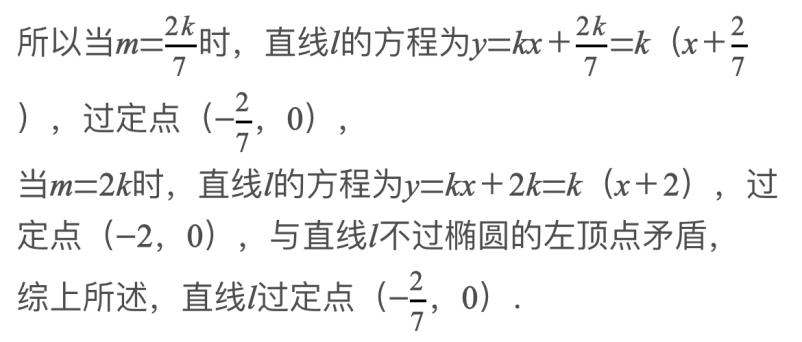 所以当m=2k/7时，直线l的方程为y=kx+2k/7=k（x+2/7
），过定点（-2/7，0），
当m=2k时，直线l的方程为y=kx+2k=k（x+2），过
定点（-2，0），与直线l不过椭圆的左顶点矛盾，
综上所述，直线l过定点（-2/7，0）.